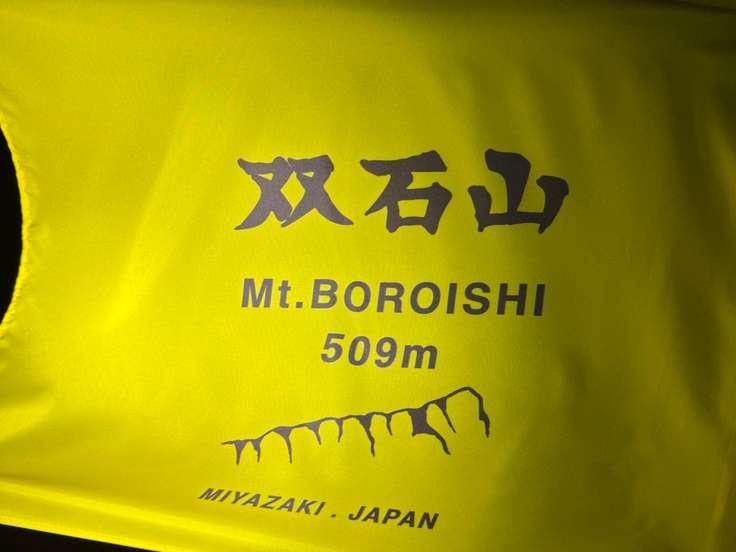 双石山
Mt.BOROISHI
509m
MIYAZAKI . JAPAN